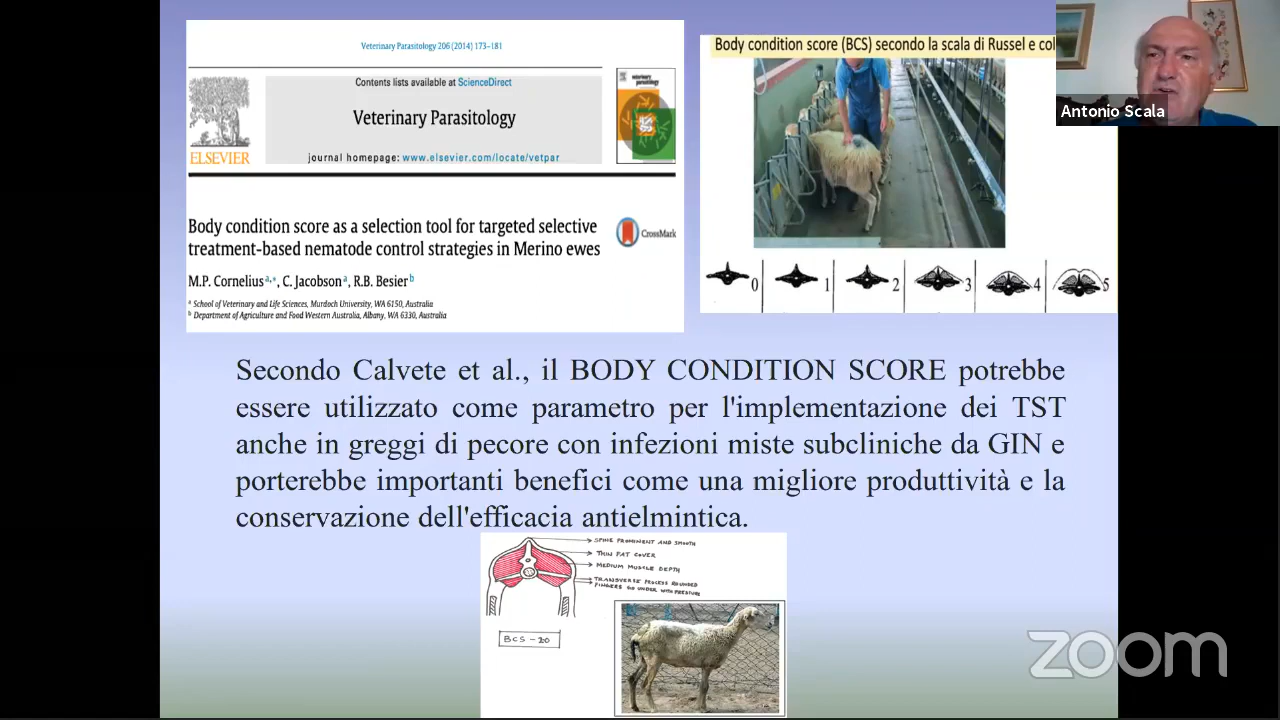 Veterinary Parasitology 206 (2014) 173–181
Contents lists available at ScienceDirect
Veterinary Parasitology
journal homepage: www.elsevier.com/locate/vetpar
ELSEVIER
Body condition score as a selection tool for targeted selective
treatment-based nematode control strategies in Merino ewes
CrossMark
M.P. Cornelius a,*, C. Jacobson a, R.B. Besier b
a School of Veterinary and Life Sciences, Murdoch University, WA 6150, Australia
b Department of Agriculture and Food Western Australia, Albany, WA 6330, Australia
Body condition score (BCS) secondo la scala di Russel e col
0 1 2 3 4 5
Antonio Scala
Secondo Calvete et al., il BODY CONDITION SCORE potrebbe
essere utilizzato come parametro per l'implementazione dei TST
anche in greggi di pecore con infezioni miste subcliniche da GIN e
porterebbe importanti benefici come una migliore produttività e la
conservazione dell'efficacia antielmintica.
SPINE PROMINENT AND SMOOTH
THIN FAT COVER
MEDIUM MUSCLE DEPTH
TRANSVERSE PROCESS ROUNDED
FINGERS GO UNDER WITH PRESSURE
BCS - 20
zoom